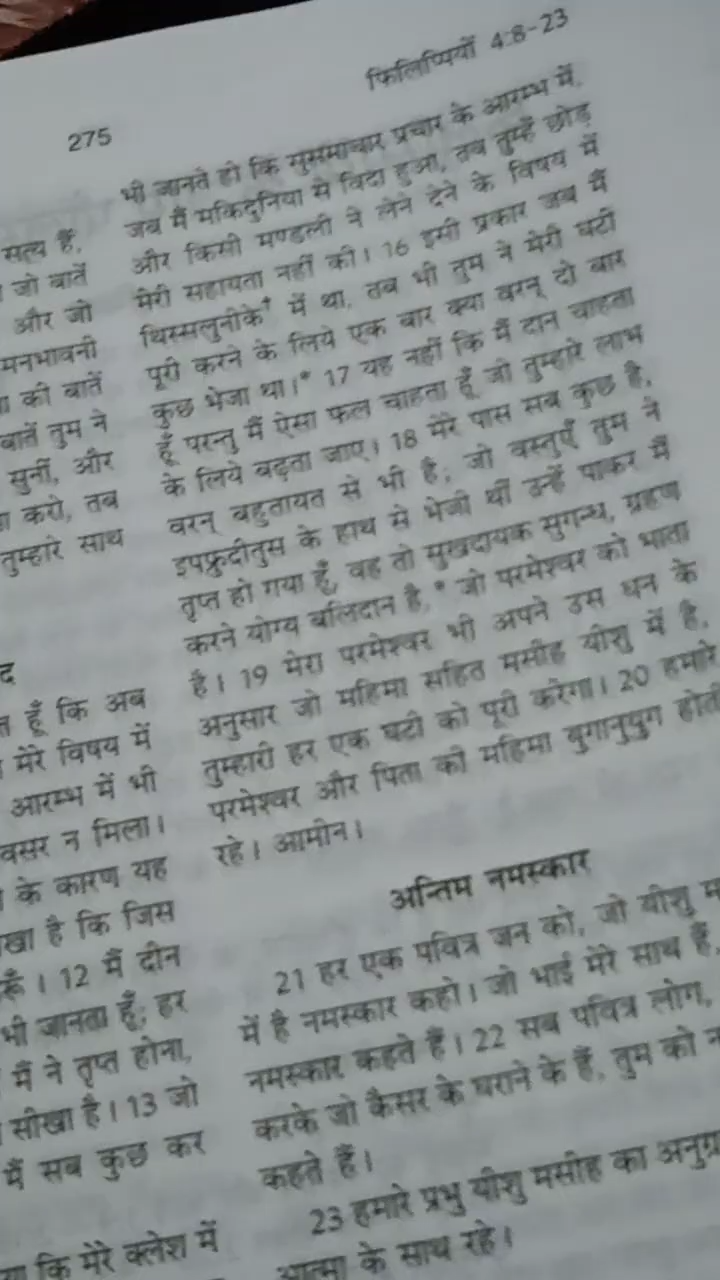 फिलिप्पियों 4:8-23
275
सत्य हैं,
जो बातें
और जो
मनभावनी
की बातें
बातें तुम ने
सुनीं, और
करो, तब
तुम्हारे साथ
हूँ कि अब
मेरे विषय में
आरम्भ में भी
वसर न मिला।
के कारण यह
खा है कि जिस
। 12 मैं दीन
भी जानता हूँ; हर
मैं ने तृप्त होना,
सीखा है। 13 जो
मैं सब कुछ कर
कि मेरे क्लेश में
भी जानते हो कि सुसमाचार प्रचार के आरम्भ में,
जब मैं मकिदुनिया से विदा हुआ, तब तुम्हें छोड़
और किसी मण्डली ने लेने देने के विषय में
मेरी सहायता नहीं की। 16 इसी प्रकार जब मैं
थिस्सलुनीके† में था, तब भी तुम ने मेरी घटी
पूरी करने के लिये एक बार क्या वरन् दो बार
कुछ भेजा था।* 17 यह नहीं कि मैं दान चाहता
हूँ परन्तु मैं ऐसा फल चाहता हूँ जो तुम्हारे लाभ
के लिये बढ़ता जाए। 18 मेरे पास सब कुछ है,
वरन् बहुतायत से भी है; जो वस्तुएँ तुम ने
इपफ्रुदीतुस के हाथ से भेजी थीं उन्हें पाकर मैं
तृप्त हो गया हूँ, वह तो सुखदायक सुगन्ध, ग्रहण
करने योग्य बलिदान है,* जो परमेश्वर को भाता
है। 19 मेरा परमेश्वर भी अपने उस धन के
अनुसार जो महिमा सहित मसीह यीशु में है,
तुम्हारी हर एक घटी को पूरी करेगा। 20 हमारे
परमेश्वर और पिता की महिमा युगानुयुग होती
रहे। आमीन।
अन्तिम नमस्कार
21 हर एक पवित्र जन को, जो यीशु म
में है नमस्कार कहो। जो भाई मेरे साथ हैं,
नमस्कार कहते हैं। 22 सब पवित्र लोग,
करके जो कैसर के घराने के हैं, तुम को न
कहते हैं।
23 हमारे प्रभु यीशु मसीह का अनुग्र
आत्मा के साथ रहे।